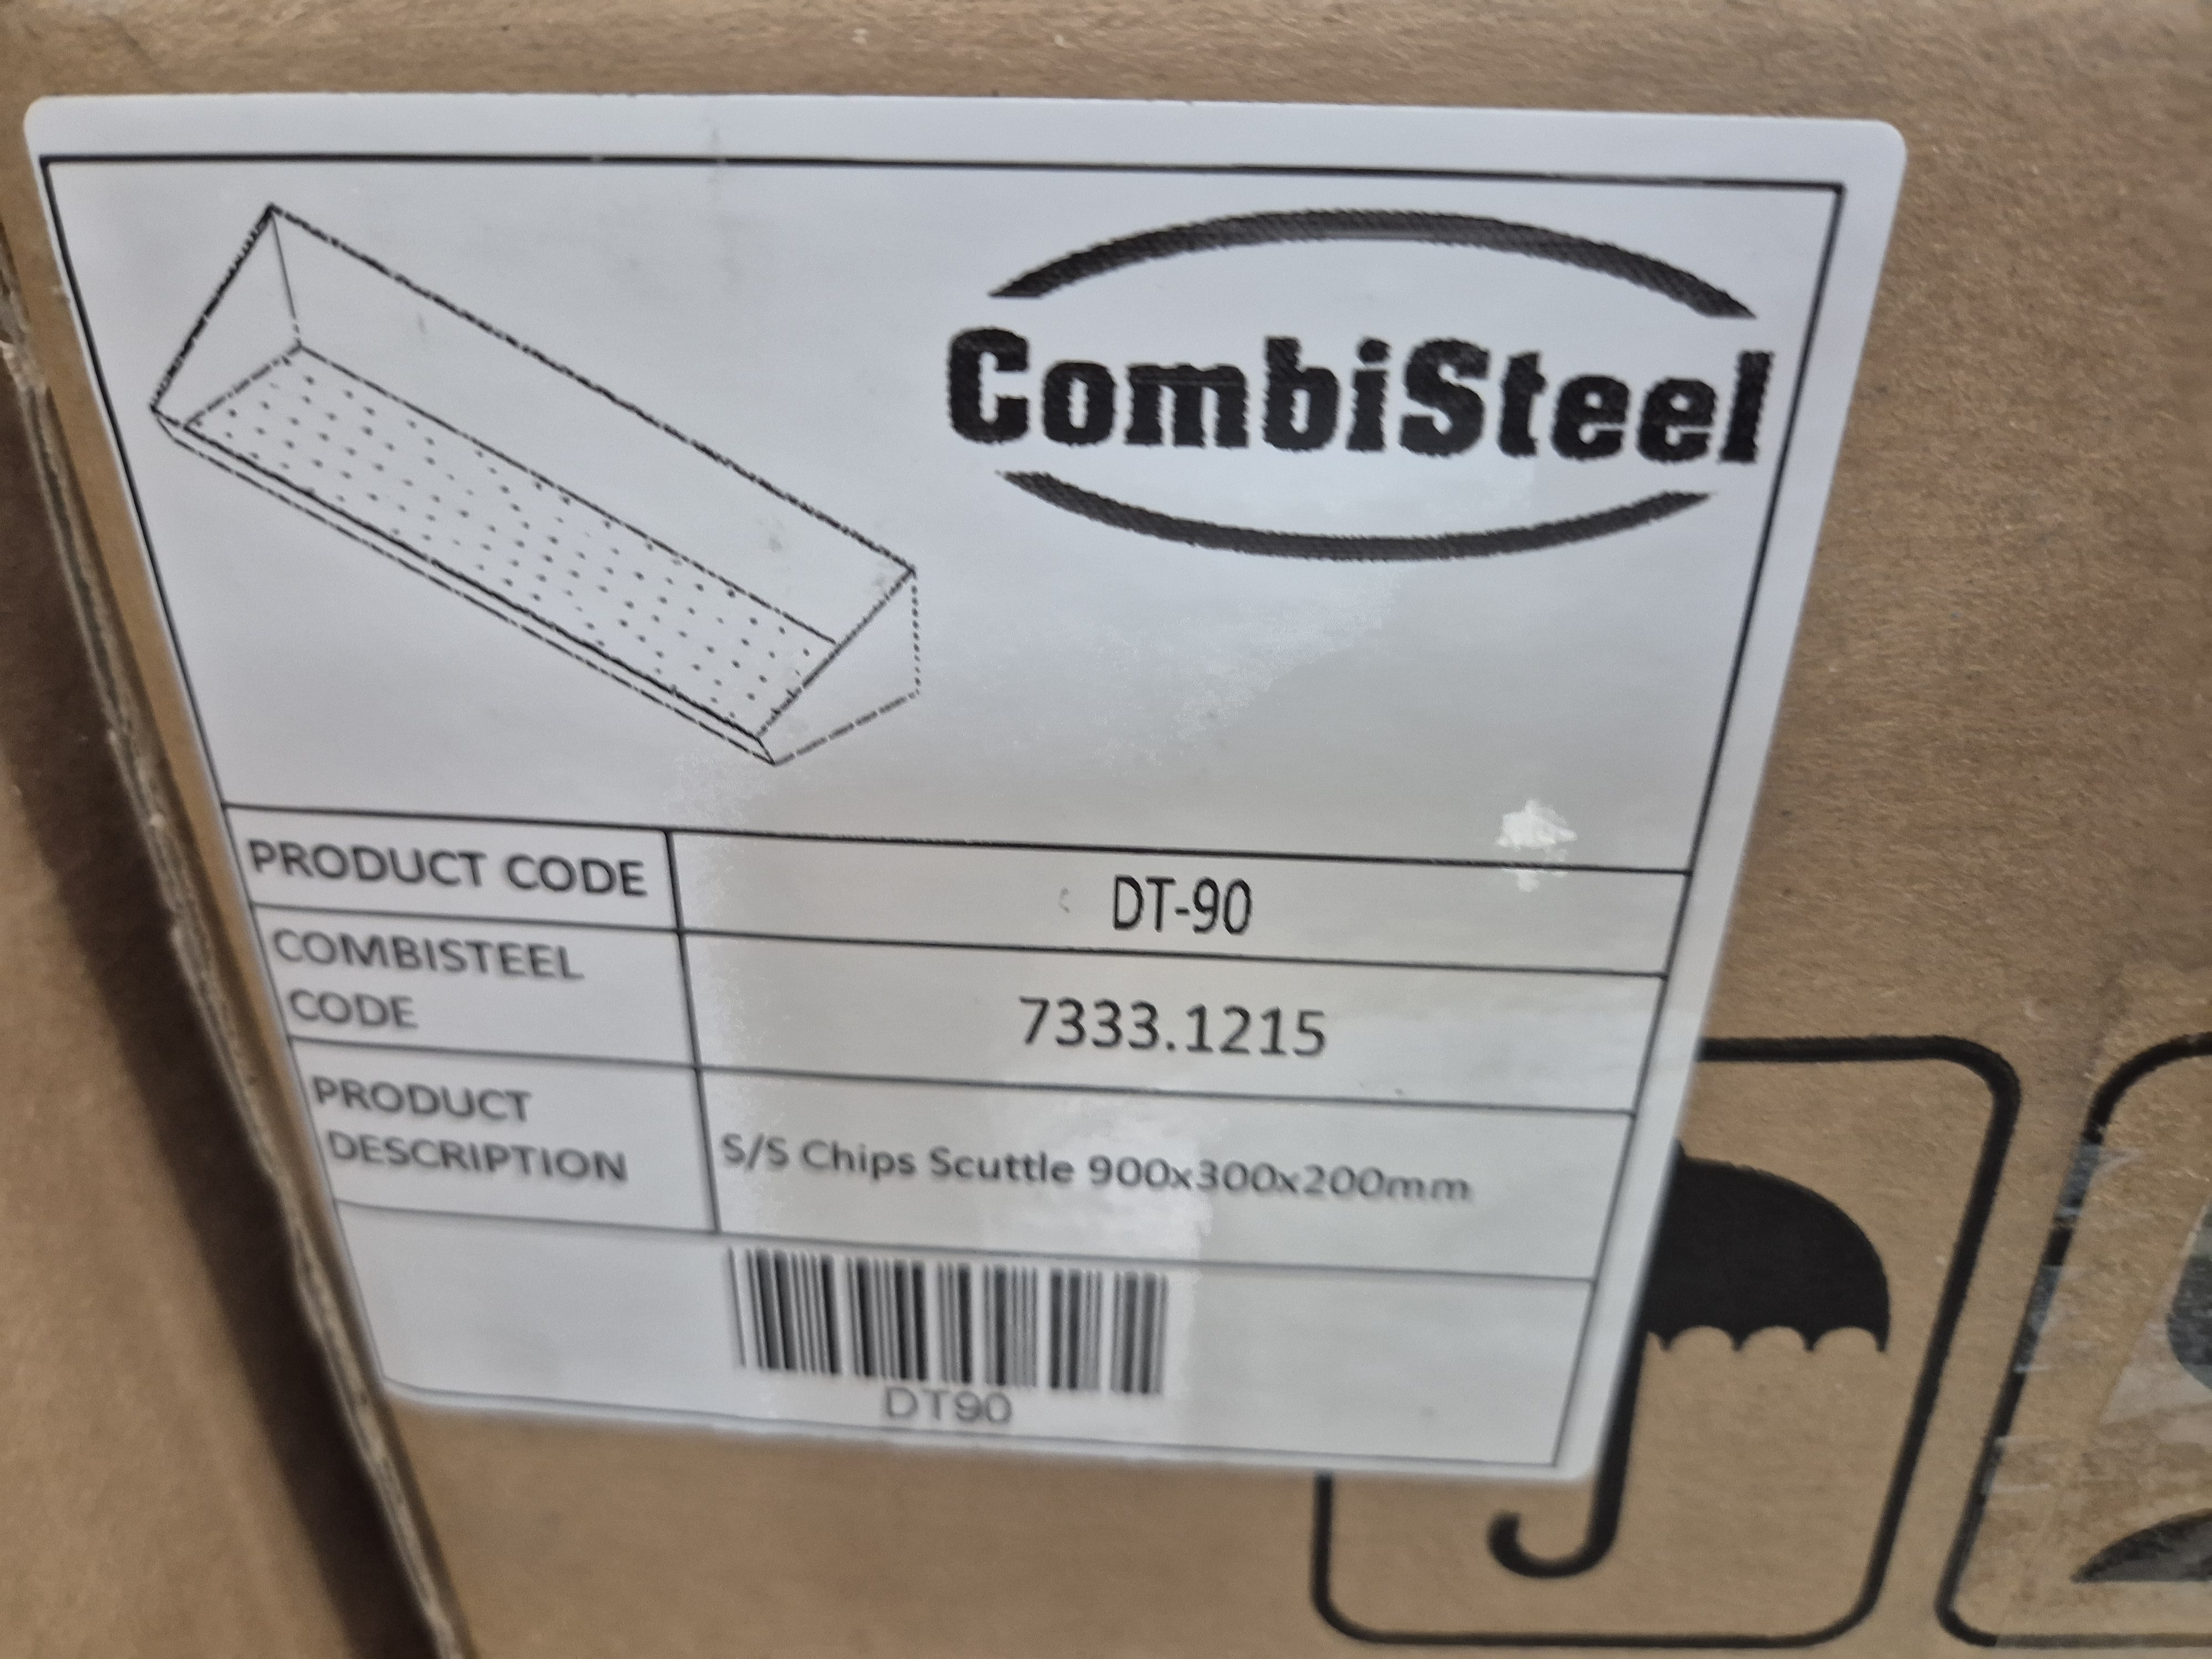 CombiSteel
PRODUCT CODE
DT-90
COMBISTEEL
CODE
7333.1215
PRODUCT
DESCRIPTION
S/S Chips Scuttle 900x300x200mm
DT90